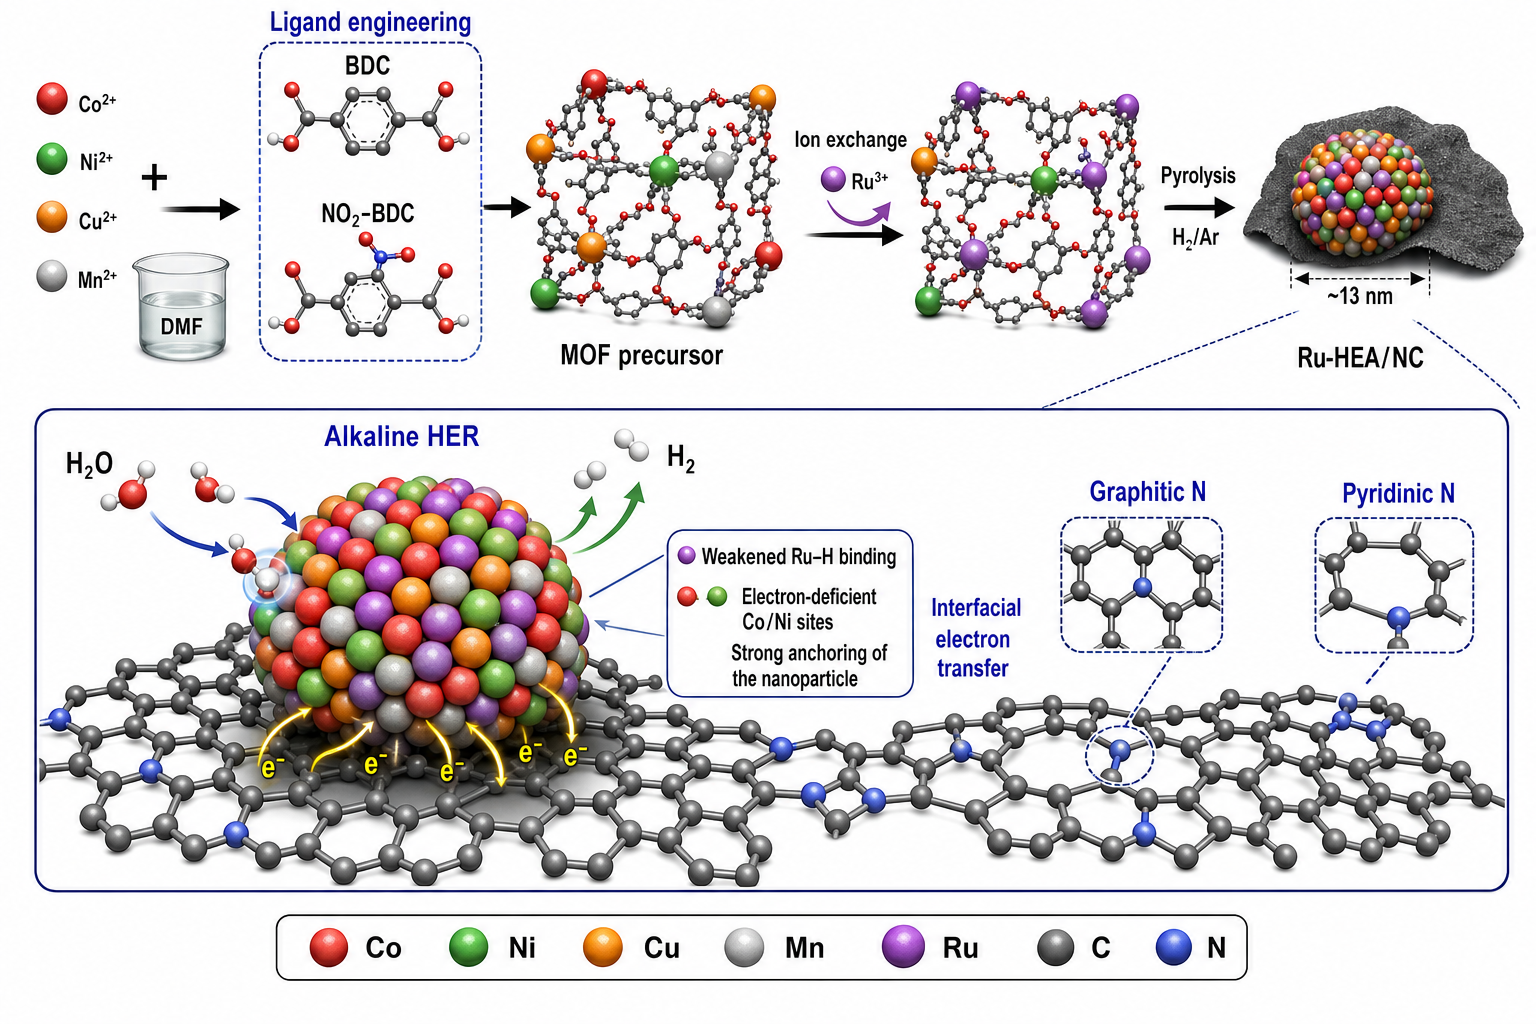 Ligand engineering
BDC
Co²⁺
Ni²⁺
Cu²⁺
Mn²⁺
+
DMF
NO₂–BDC
MOF precursor
Ion exchange
Ru³⁺
Pyrolysis
H₂/Ar
~13 nm
Ru-HEA/NC
Alkaline HER
H₂O
H₂
Weakened Ru–H binding
Electron-deficient
Co/Ni sites
Strong anchoring of
the nanoparticle
Interfacial
electron
transfer
Graphitic N
Pyridinic N
e⁻
e⁻
e⁻
e⁻
e⁻
Co
Ni
Cu
Mn
Ru
C
N